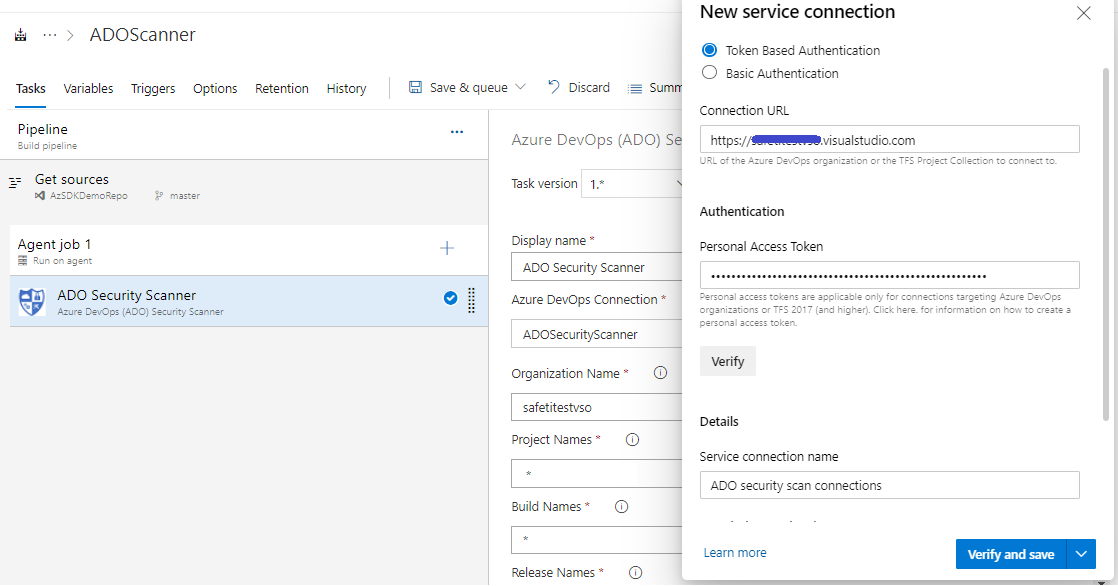 ··· > ADOScanner
Tasks Variables Triggers Options Retention History Save & queue Discard Summ
Pipeline
Build pipeline
···
Get sources
AzSDKDemoRepo master
Agent job 1
Run on agent
ADO Security Scanner
Azure DevOps (ADO) Security Scanner
Azure DevOps (ADO) Se
Task version 1.*
Display name *
ADO Security Scanner
Azure DevOps Connection *
ADOSecurityScanner
Organization Name *
safetitestvso
Project Names *
*
Build Names *
*
Release Names *
New service connection
Token Based Authentication
Basic Authentication
Connection URL
https://.visualstudio.com
URL of the Azure DevOps organization or the TFS Project Collection to connect to.
Authentication
Personal Access Token
Personal access tokens are applicable only for connections targeting Azure DevOps
organizations or TFS 2017 (and higher). Click here. for information on how to create a
personal access token.
Verify
Details
Service connection name
ADO security scan connections
Learn more
Verify and save